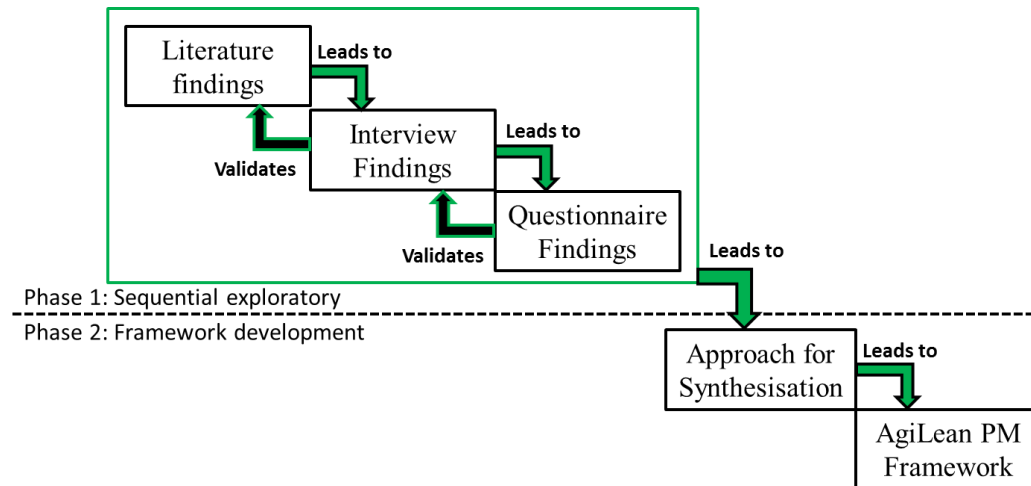 Literature
findings
Leads to
Interview
Findings
Validates
Leads to
Questionnaire
Findings
Validates
Leads to
Phase 1: Sequential exploratory
Phase 2: Framework development
Approach for
Synthesisation
Leads to
AgiLean PM
Framework